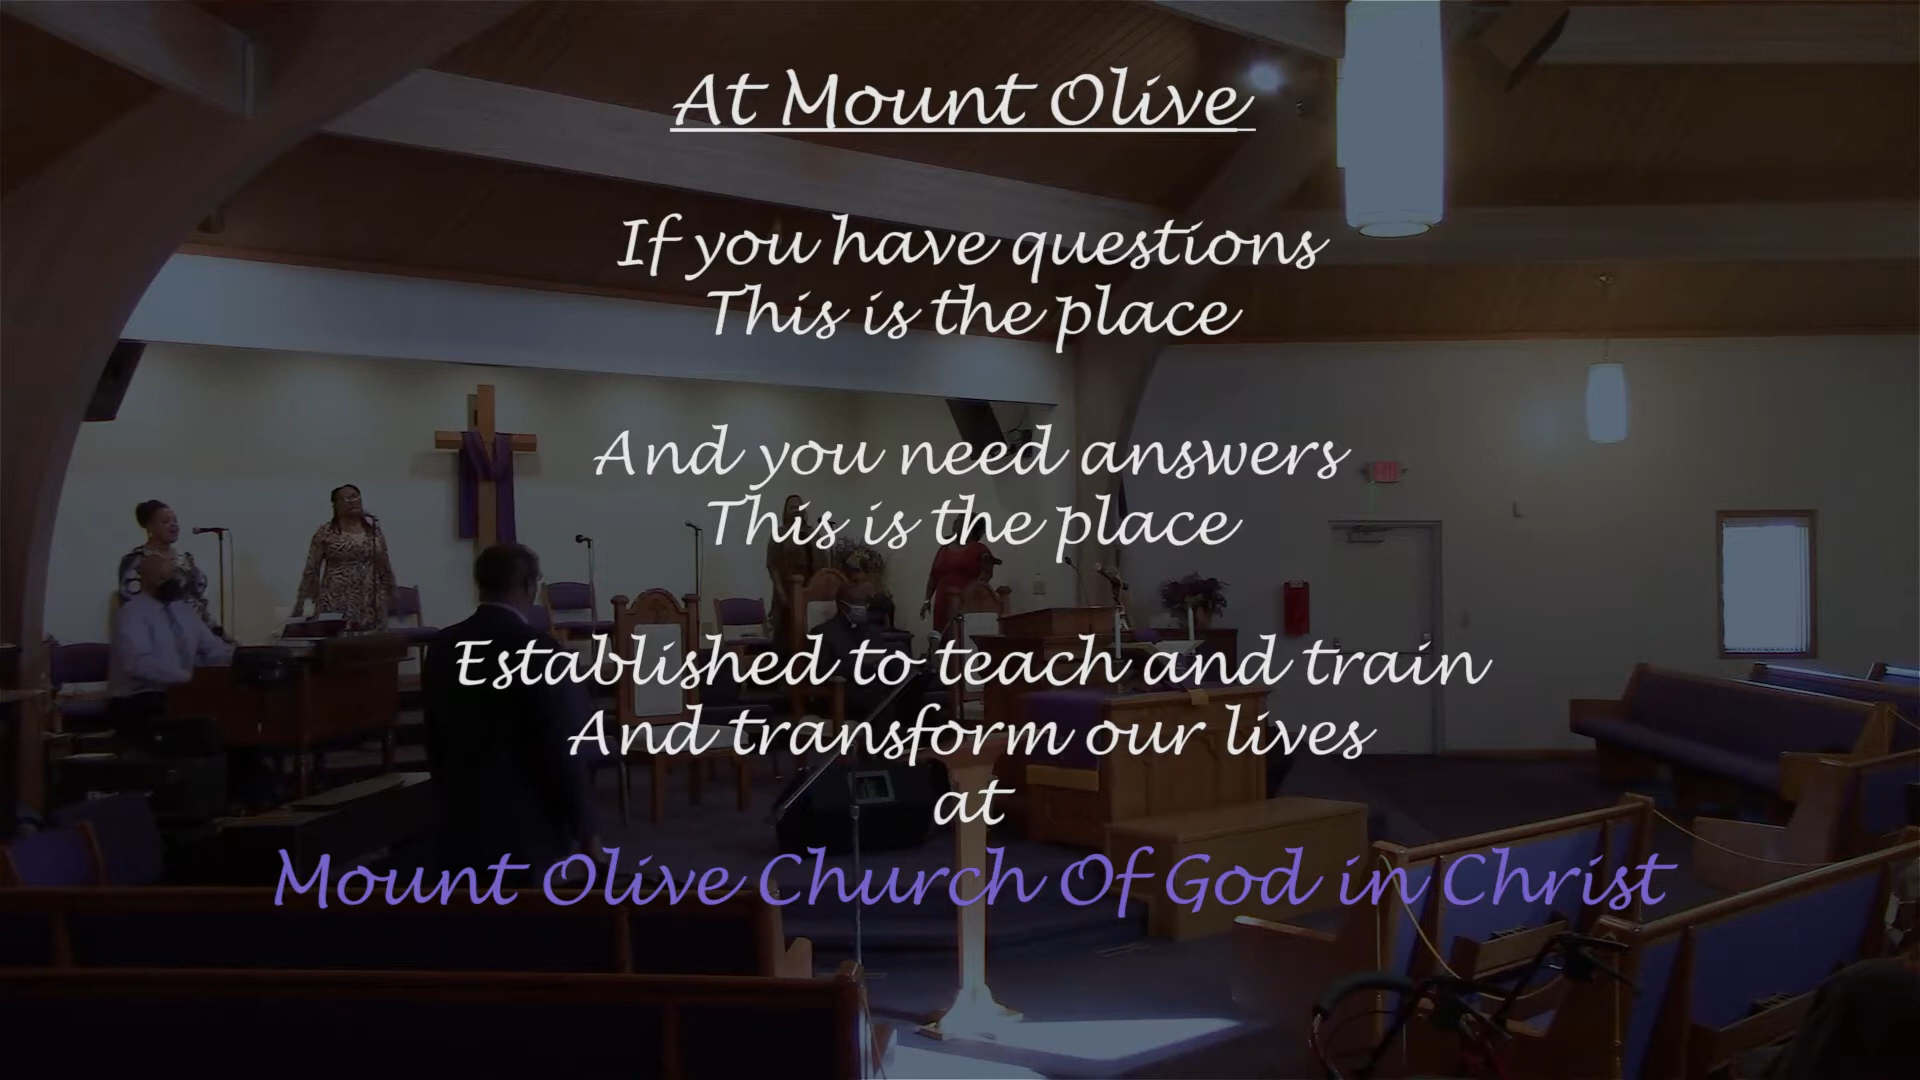 At Mount Olive
If you have questions
This is the place
And you need answers
This is the place
Established to teach and train
And transform our lives
at
Mount Olive Church Of God in Christ